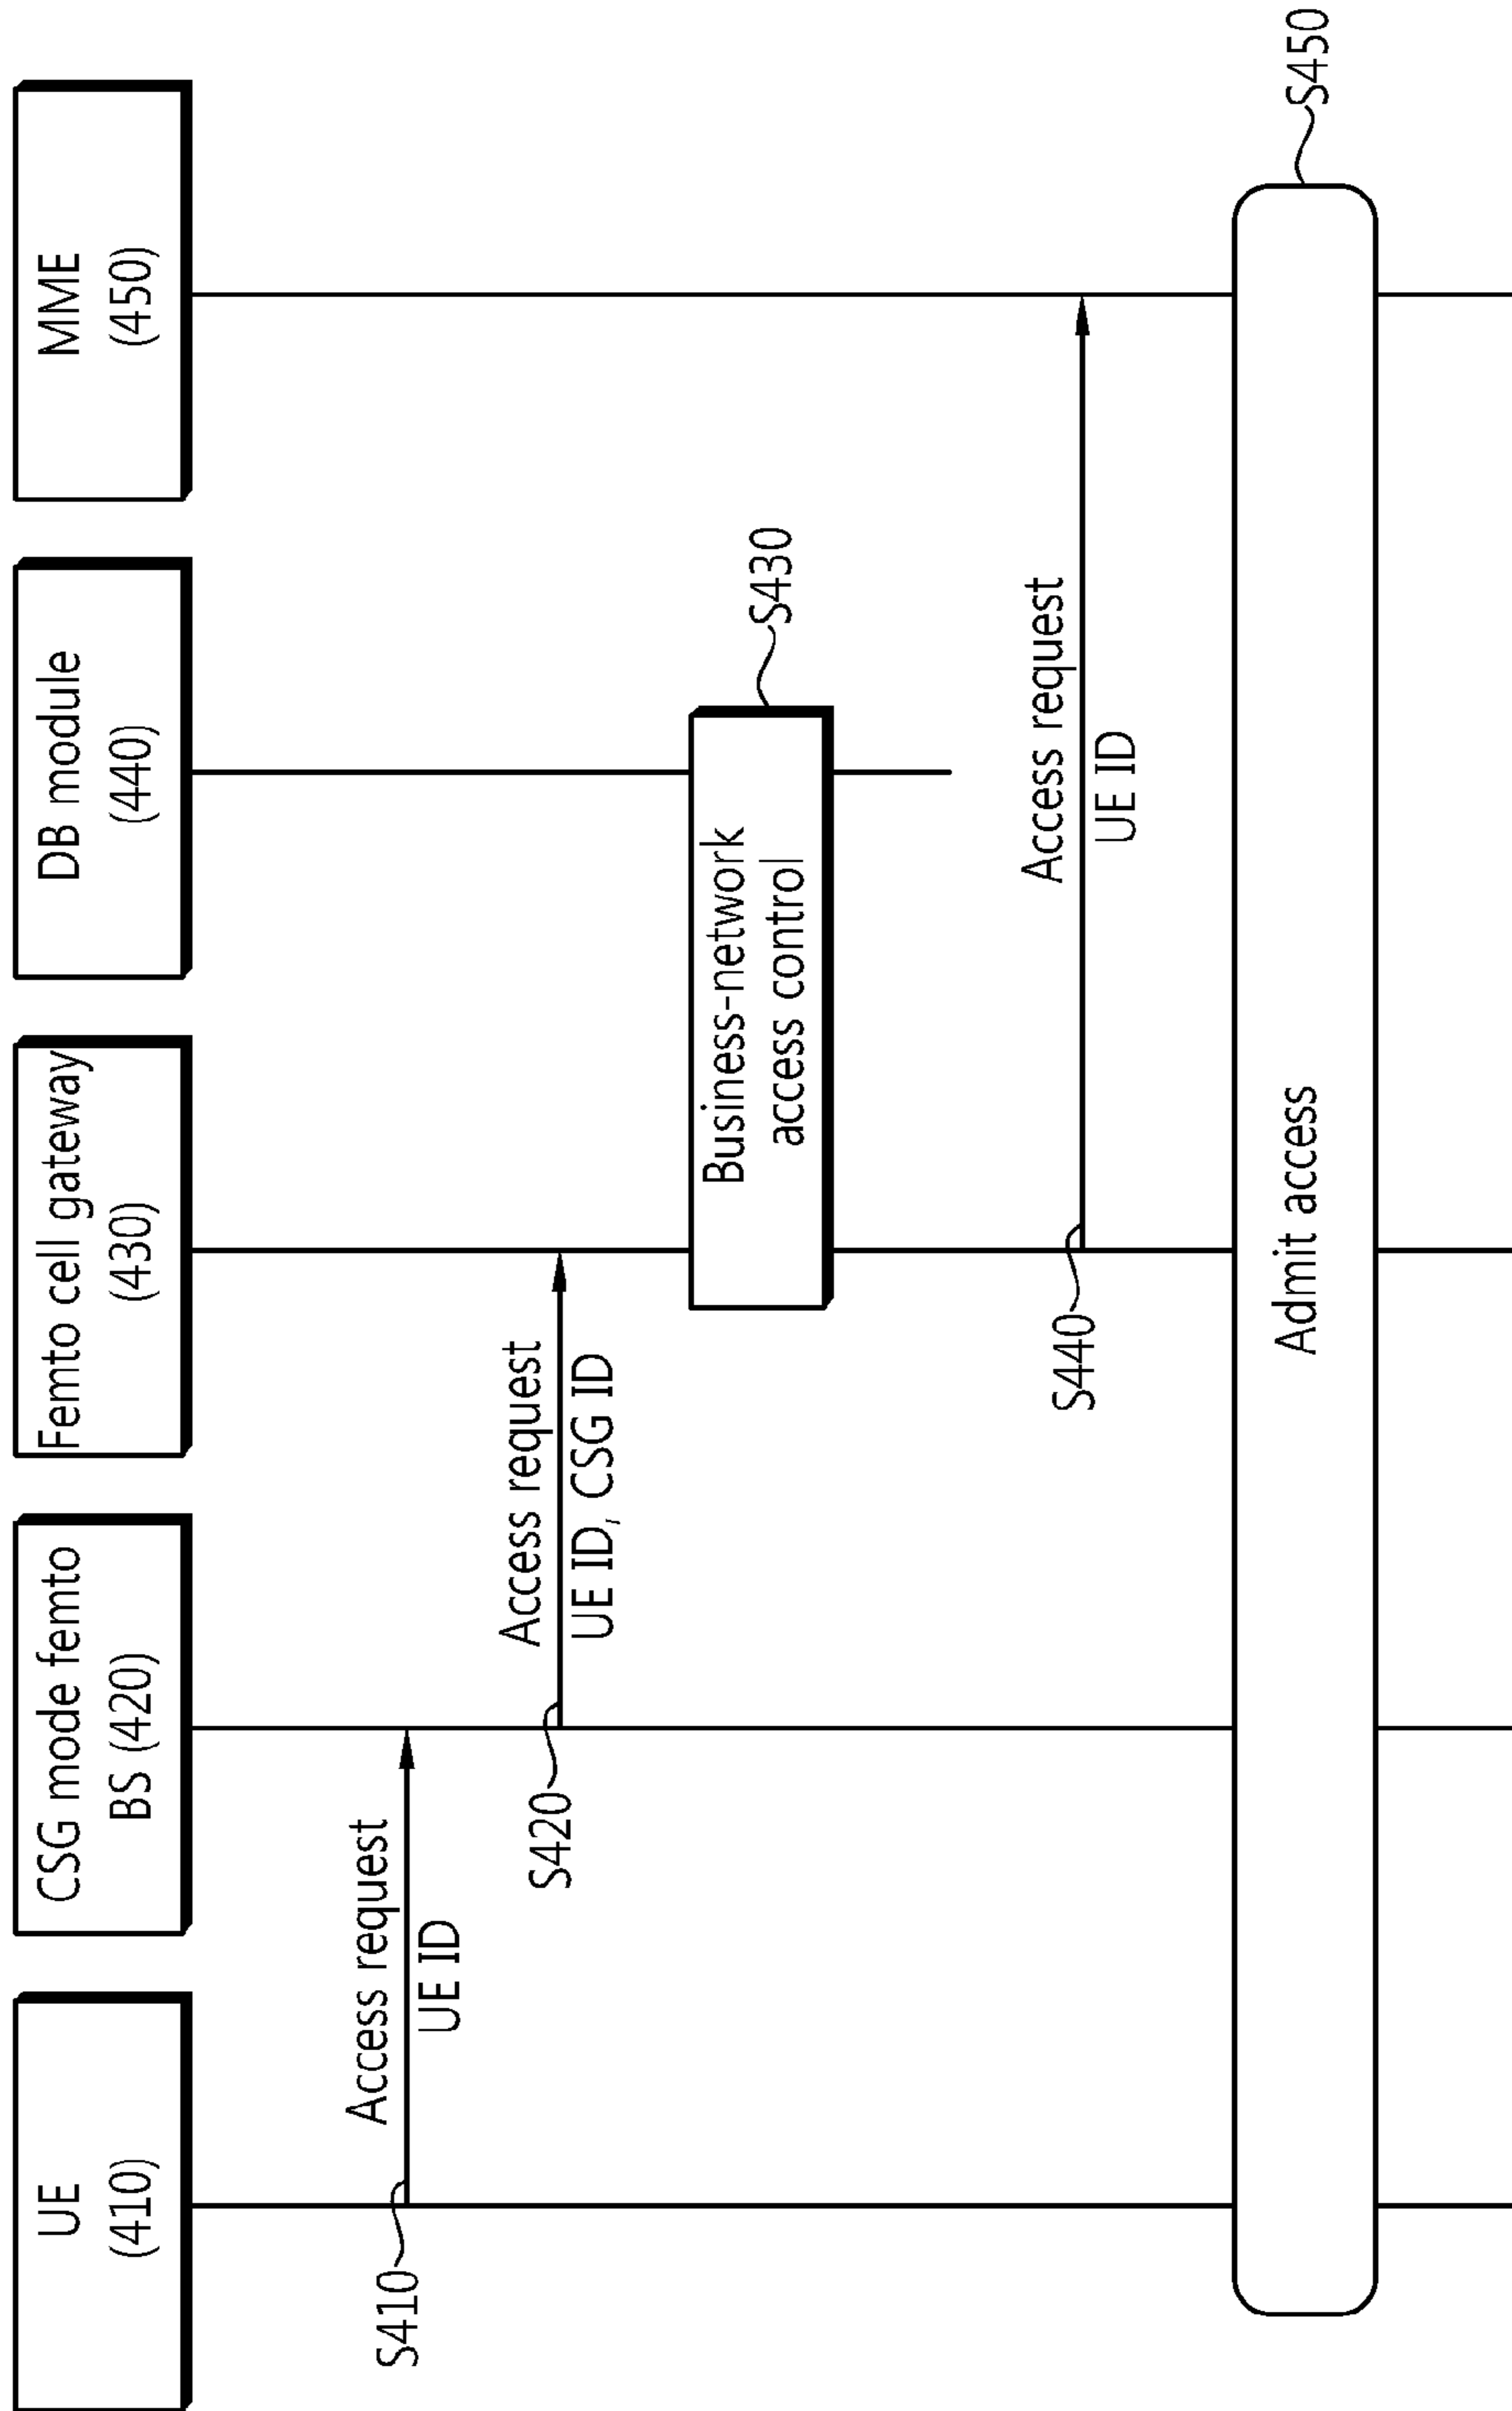 UE
(410)
CSG mode femto
BS (420)
Femto cell gateway
(430)
DB module
(440)
MME
(450)
Access request
UE ID
S410
Access request
UE ID, CSG ID
S420
Business-network
access control
S430
Access request
UE ID
S440
Admit access
S450